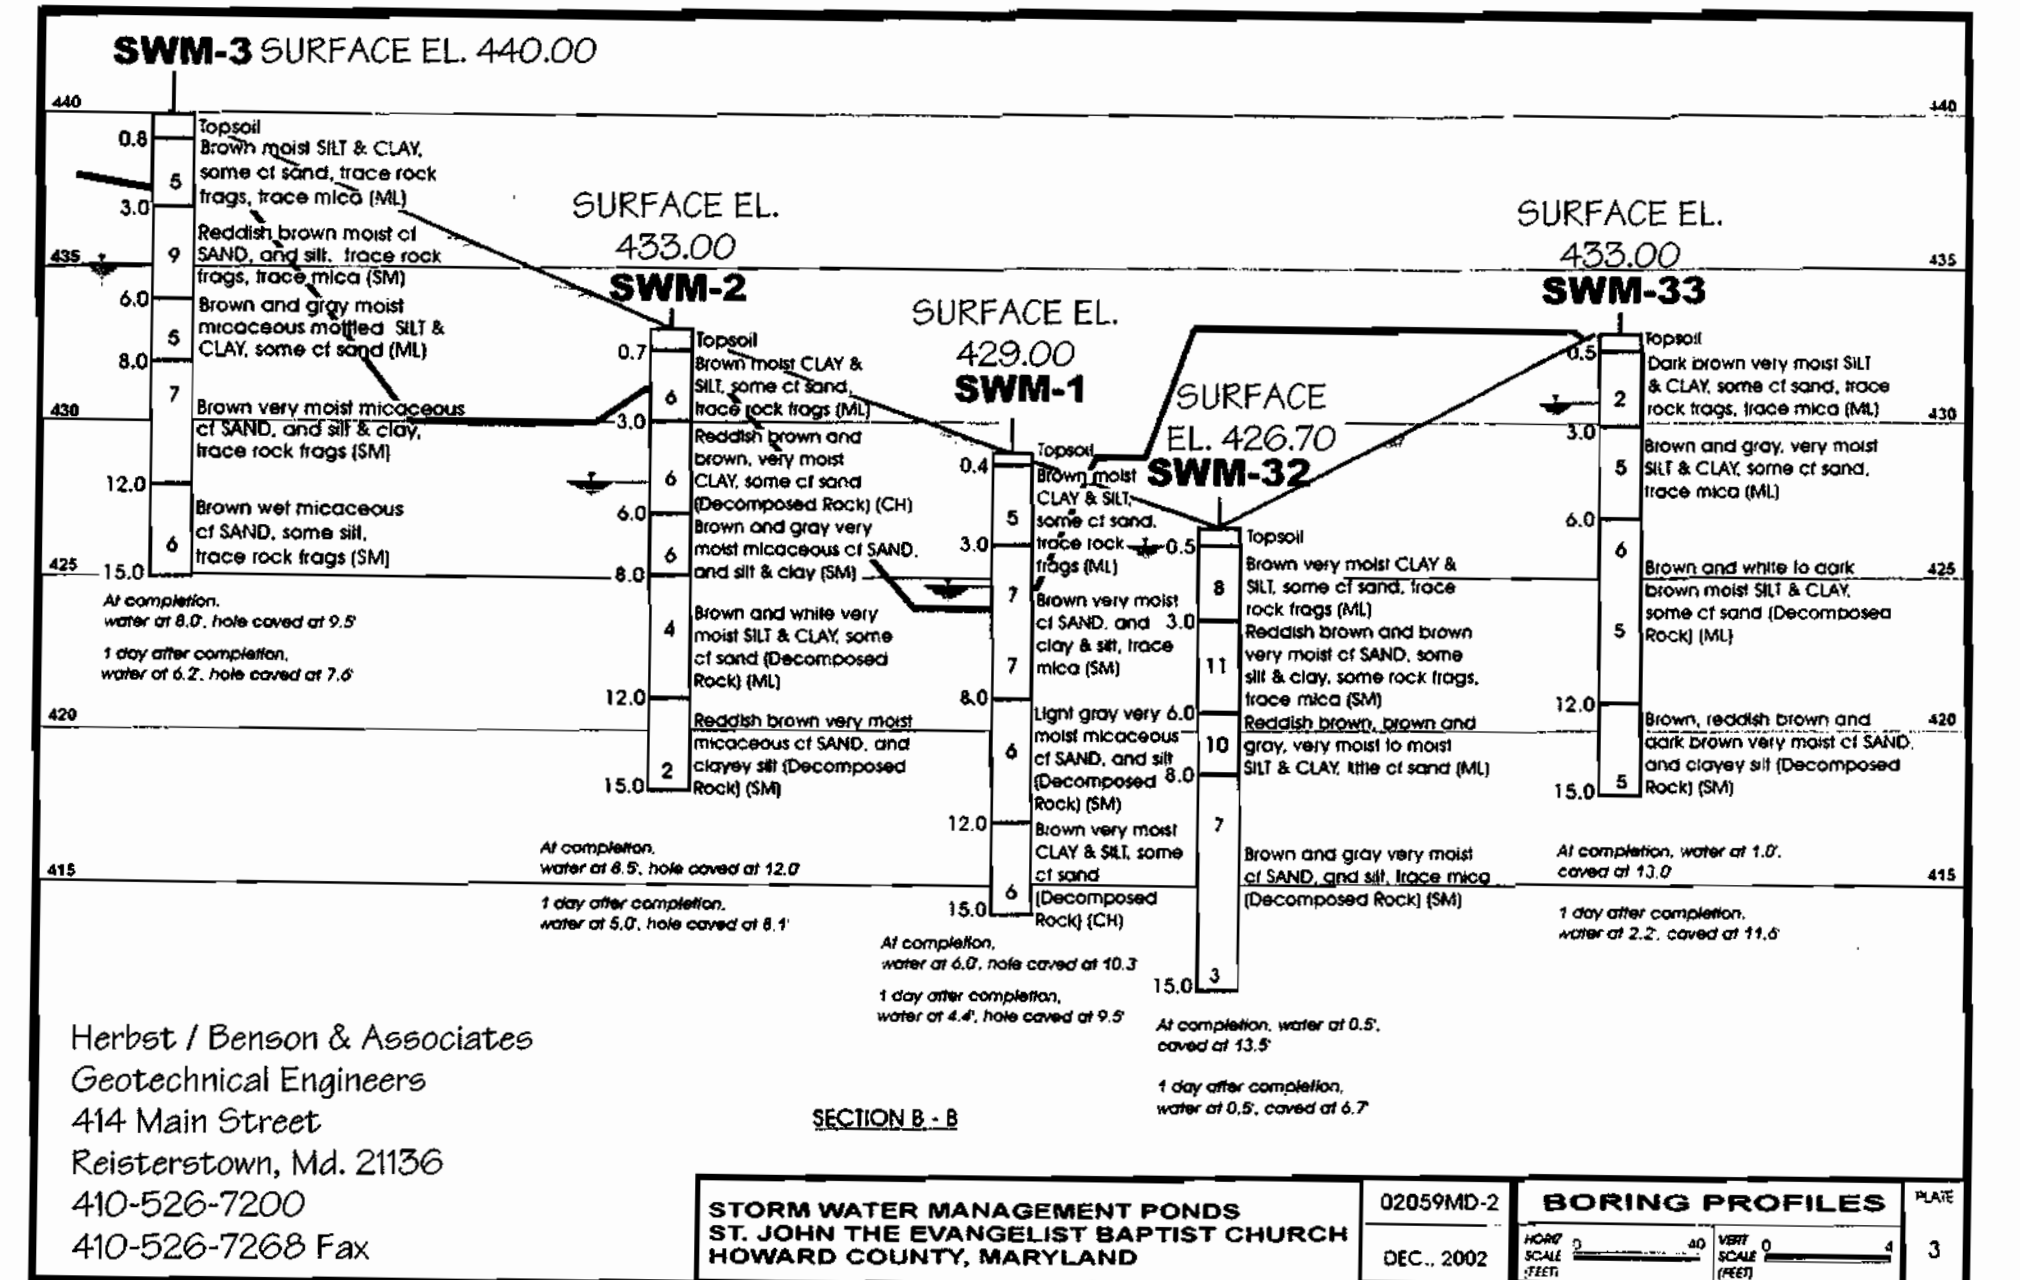 SWM-3 SURFACE EL. 440.00
440
440
0.8
5
3.0
9
6.0
5
8.0
7
12.0
6
15.0
Topsoil
Brown moist SILT & CLAY,
some cf sand, trace rock
frags, trace mica (ML)
Reddish brown moist cf
SAND, and silt, trace rock
frags, trace mica (SM)
Brown and gray moist
micaceous mottled SILT &
CLAY, some cf sand (ML)
Brown very moist micaceous
cf SAND, and silt & clay,
trace rock frags (SM)
Brown wet micaceous
cf SAND, some silt,
trace rock frags (SM)
At completion,
water at 8.0', hole caved at 9.5'
1 day after completion,
water at 6.2', hole caved at 7.6'
435
435
430
430
425
425
420
420
415
415
SURFACE EL.
433.00
SWM-2
0.7
6
3.0
6
6.0
6
8.0
4
12.0
2
15.0
Topsoil
Brown moist CLAY &
SILT, some cf sand,
trace rock frags (ML)
Reddish brown and
brown, very moist
CLAY, some cf sand
(Decomposed Rock) (CH)
Brown and gray very
moist micaceous cf SAND,
and silt & clay (SM)
Brown and white very
moist SILT & CLAY, some
cf sand (Decomposed
Rock) (ML)
Reddish brown very moist
micaceous cf SAND, and
clayey silt (Decomposed
Rock) (SM)
At completion,
water at 8.5', hole caved at 12.0'
1 day after completion,
water at 5.0', hole caved at 8.1'
SURFACE EL.
429.00
SWM-1
0.4
5
3.0
7
7
8.0
6
12.0
6
15.0
Topsoil
Brown moist
CLAY & SILT,
some cf sand,
trace rock
frags (ML)
Brown very moist
cf SAND, and
clay & silt, trace
mica (SM)
Light gray very
moist micaceous
cf SAND, and silt
(Decomposed
Rock) (SM)
Brown very moist
CLAY & SILT, some
cf sand
(Decomposed
Rock) (CH)
At completion,
water at 6.0', hole caved at 10.3'
1 day after completion,
water at 4.4', hole caved at 9.5'
SURFACE
EL. 426.70
SWM-32
0.5
8
3.0
11
6.0
10
8.0
7
3
15.0
Topsoil
Brown very moist CLAY &
SILT, some cf sand, trace
rock frags (ML)
Reddish brown and brown
very moist cf SAND, some
silt & clay, some rock frags,
trace mica (SM)
Reddish brown, brown and
gray, very moist to moist
SILT & CLAY, little cf sand (ML)
Brown and gray very moist
cf SAND, and silt, trace mica
(Decomposed Rock) (SM)
At completion, water at 0.5',
caved at 13.5'
1 day after completion,
water at 0.5', caved at 6.7'
SURFACE EL.
433.00
SWM-33
0.5
2
3.0
5
6.0
6
5
12.0
5
15.0
Topsoil
Dark brown very moist SILT
& CLAY, some cf sand, trace
rock frags, trace mica (ML)
Brown and gray, very moist
SILT & CLAY, some cf sand,
trace mica (ML)
Brown and white to dark
brown moist SILT & CLAY,
some cf sand (Decomposed
Rock) (ML)
Brown, reddish brown and
dark brown very moist cf SAND,
and clayey silt (Decomposed
Rock) (SM)
At completion, water at 1.0',
caved at 13.0'
1 day after completion,
water at 2.2', caved at 11.6'
Herbst / Benson & Associates
Geotechnical Engineers
414 Main Street
Reisterstown, Md. 21136
410-526-7200
410-526-7268 Fax
SECTION B - B
STORM WATER MANAGEMENT PONDS
ST. JOHN THE EVANGELIST BAPTIST CHURCH
HOWARD COUNTY, MARYLAND
02059MD-2
DEC., 2002
BORING PROFILES
HORIZ
SCALE
(FEET)
0 40
VERT
SCALE
(FEET)
0 4
PLATE
3